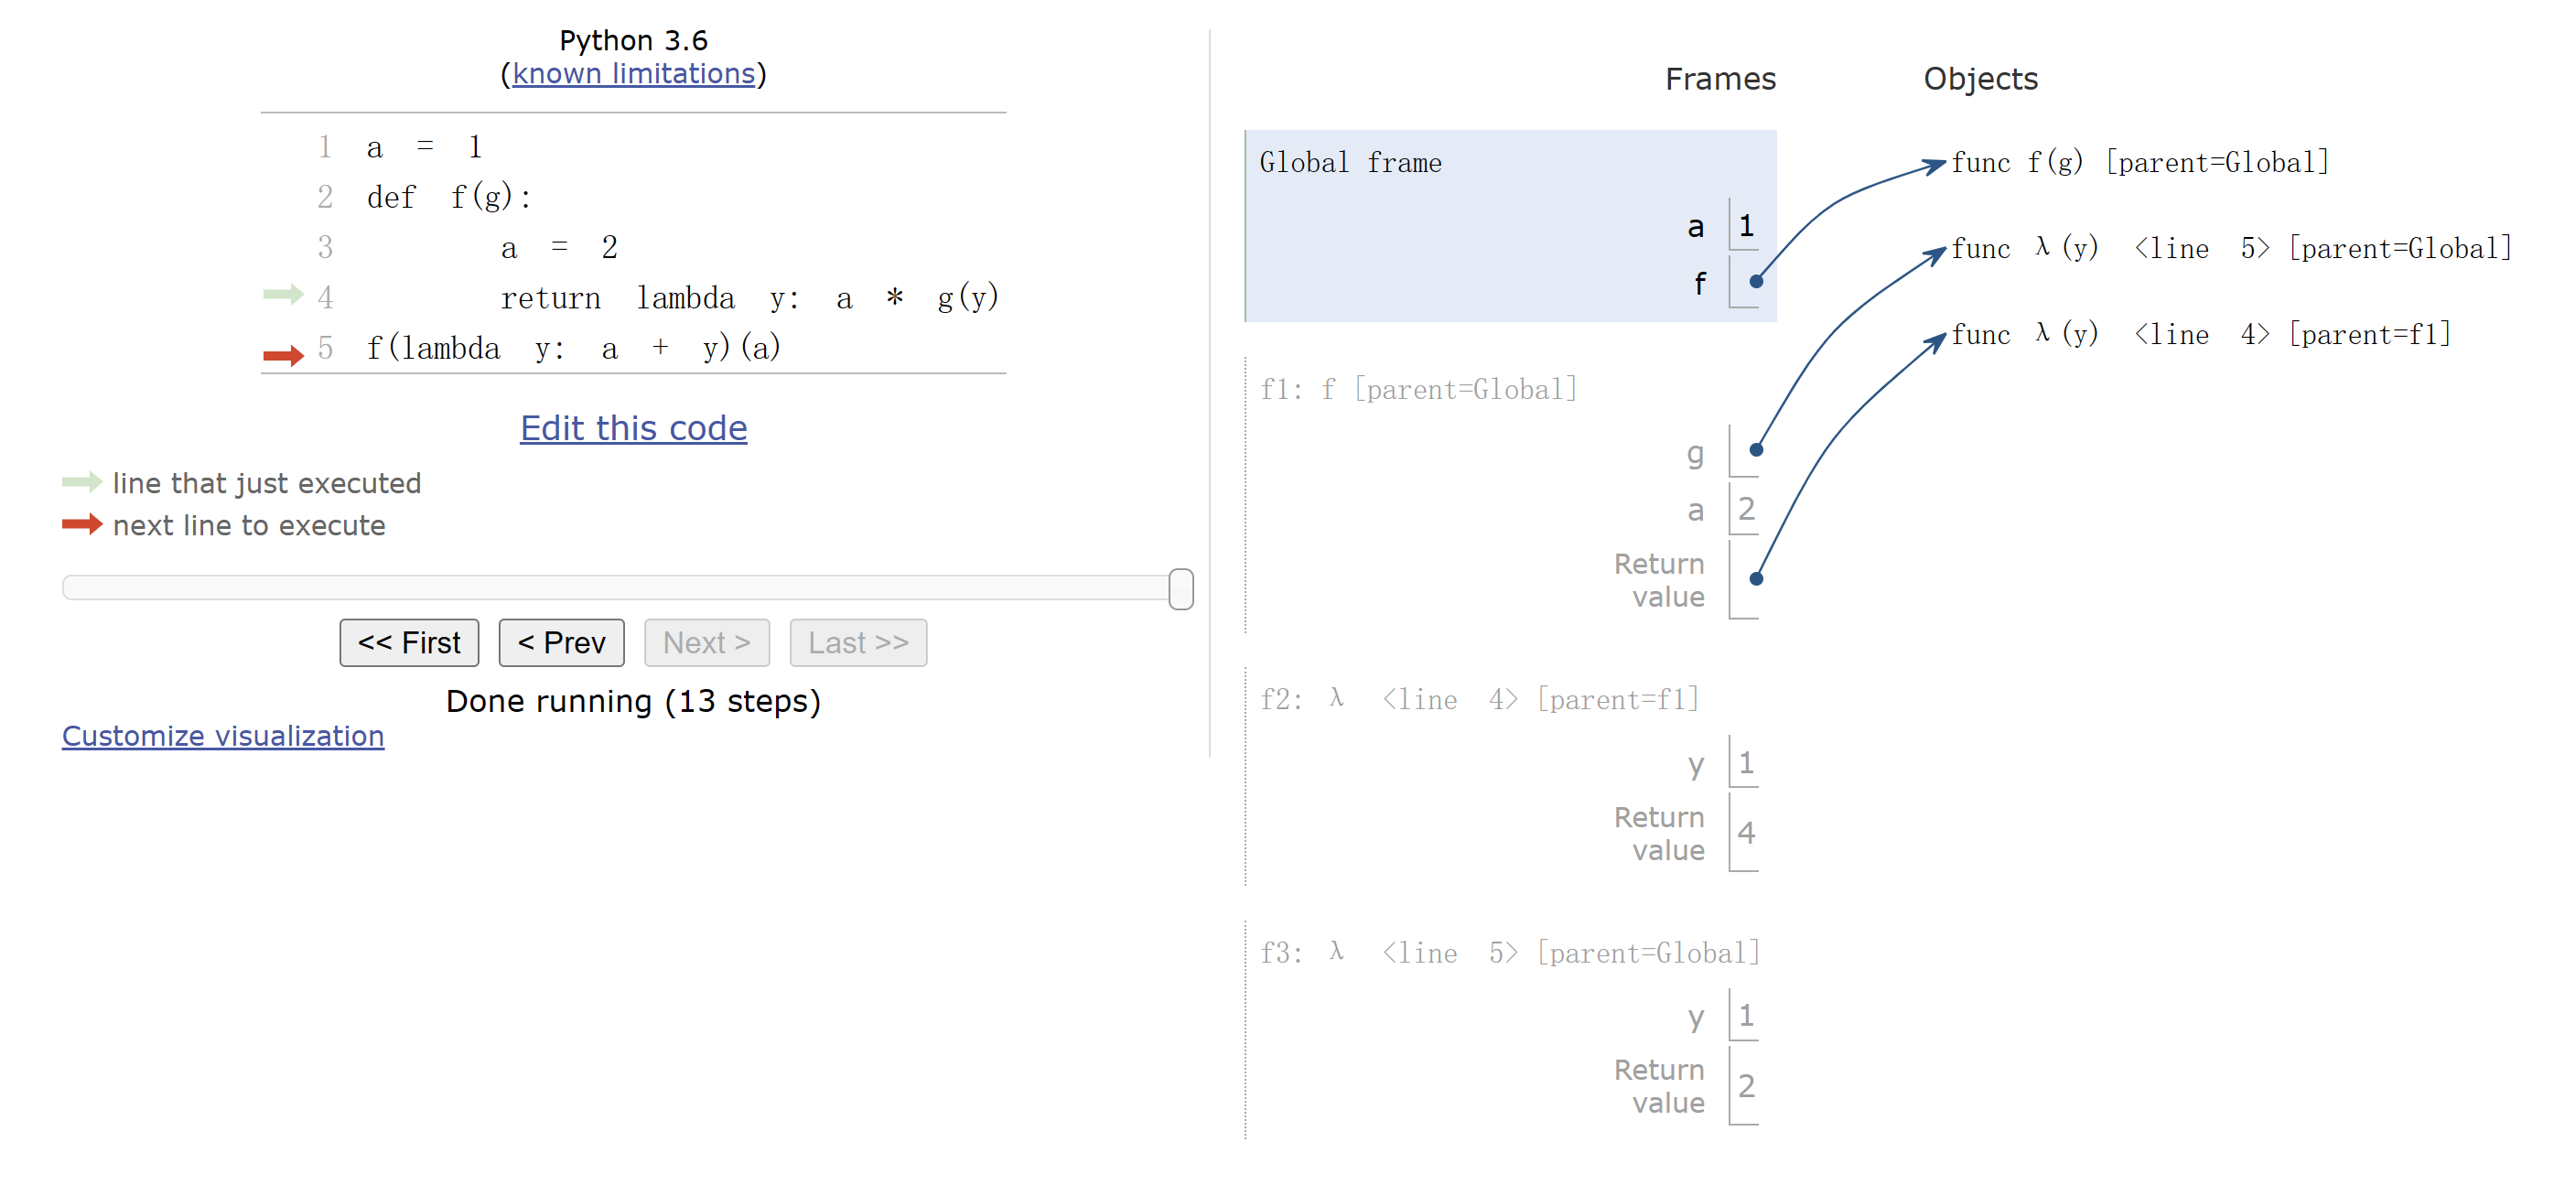 Python 3.6
(known limitations)
1 a = 1
2 def f(g):
3 a = 2
4 return lambda y: a * g(y)
5 f(lambda y: a + y)(a)
Edit this code
line that just executed
next line to execute
<< First < Prev Next > Last >>
Done running (13 steps)
Customize visualization
Frames Objects
Global frame
a 1
f
func f(g) [parent=Global]
func λ(y) <line 5> [parent=Global]
func λ(y) <line 4> [parent=f1]
f1: f [parent=Global]
g
a 2
Return
value
f2: λ <line 4> [parent=f1]
y 1
Return
value 4
f3: λ <line 5> [parent=Global]
y 1
Return
value 2